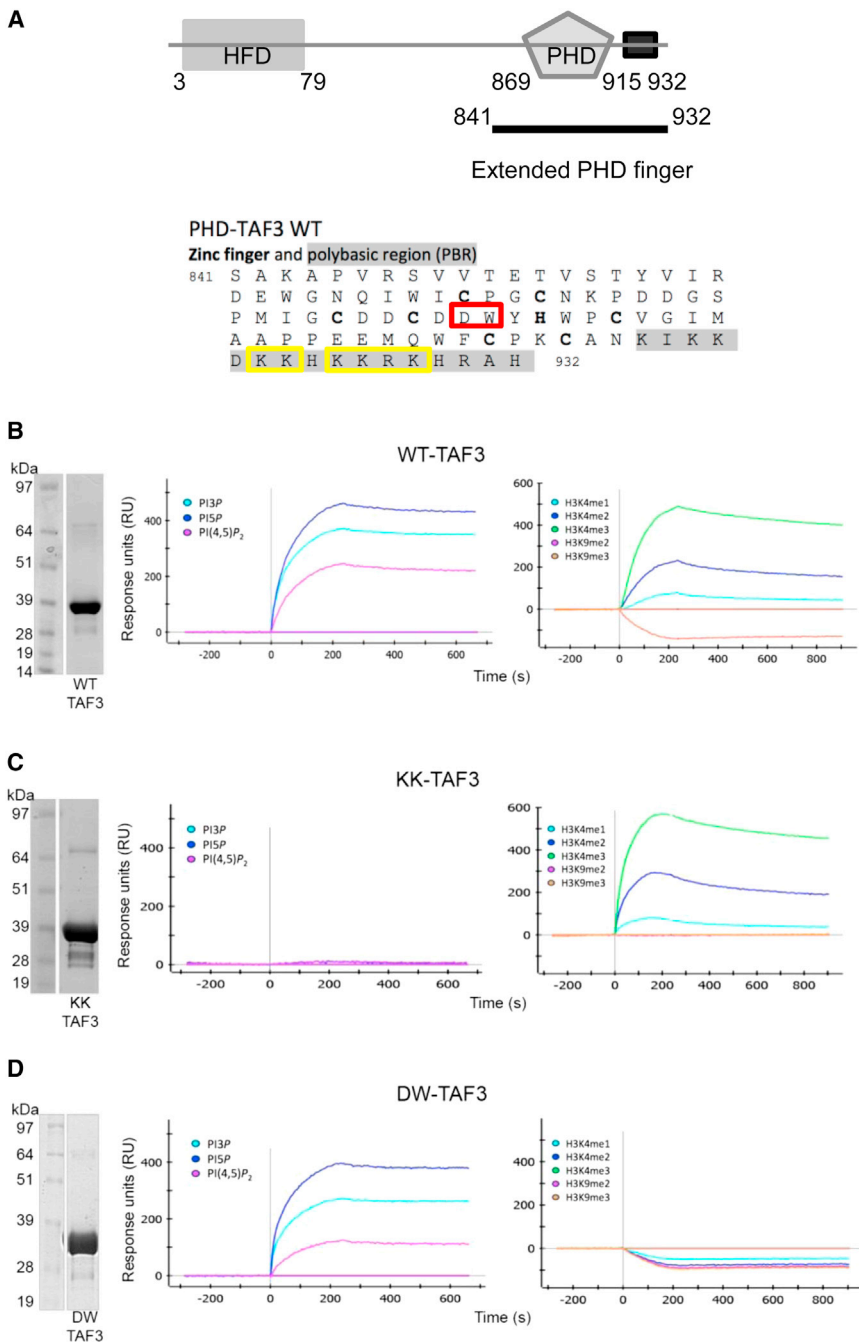 A
HFD
PHD
3 79 869 915 932
841 932
Extended PHD finger
PHD-TAF3 WT
Zinc finger and polybasic region (PBR)
841 S A K A P V R S V V T E T V S T Y V I R
D E W G N Q I W I C P G C N K P D D G S
P M I G C D D C D D W Y H W P C V G I M
A A P P E E M Q W F C P K C A N K I K K
D K K H K K R K H R A H 932
B
WT-TAF3
kDa
97
64
51
39
28
19
14
WT
TAF3
Response units (RU)
PI3P
PI5P
PI(4,5)P2
400
200
0
-200 0 200 400 600
600
400
200
0
H3K4me1
H3K4me2
H3K4me3
H3K9me2
H3K9me3
-200 0 200 400 600 800
Time (s)
C
KK-TAF3
kDa
97
64
51
39
28
19
KK
TAF3
Response units (RU)
PI3P
PI5P
PI(4,5)P2
400
200
0
-200 0 200 400 600
600
400
200
0
H3K4me1
H3K4me2
H3K4me3
H3K9me2
H3K9me3
-200 0 200 400 600 800
Time (s)
D
DW-TAF3
kDa
97
64
51
39
28
19
DW
TAF3
Response units (RU)
PI3P
PI5P
PI(4,5)P2
400
200
0
-200 0 200 400 600
400
200
0
H3K4me1
H3K4me2
H3K4me3
H3K9me2
H3K9me3
-200 0 200 400 600 800
Time (s)